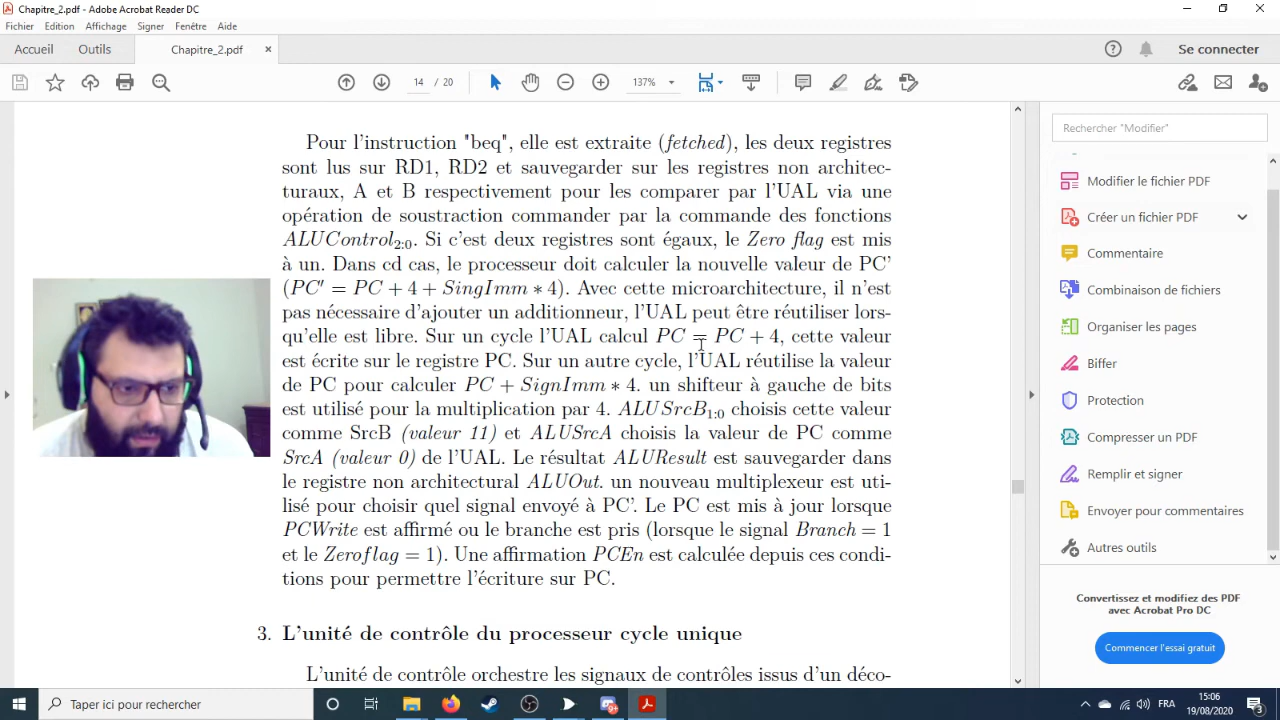 Chapitre_2.pdf - Adobe Acrobat Reader DC
Fichier Edition Affichage Signer Fenêtre Aide
Accueil Outils Chapitre_2.pdf × Se connecter
14 / 20 137%
Pour l'instruction "beq", elle est extraite (fetched), les deux registres
sont lus sur RD1, RD2 et sauvegarder sur les registres non architec-
turaux, A et B respectivement pour les comparer par l'UAL via une
opération de soustraction commander par la commande des fonctions
ALUControl2:0. Si c'est deux registres sont égaux, le Zero flag est mis
à un. Dans cd cas, le processeur doit calculer la nouvelle valeur de PC'
(PC' = PC + 4 + SingImm * 4). Avec cette microarchitecture, il n'est
pas nécessaire d'ajouter un additionneur, l'UAL peut être réutiliser lors-
qu'elle est libre. Sur un cycle l'UAL calcul PC = PC + 4, cette valeur
est écrite sur le registre PC. Sur un autre cycle, l'UAL réutilise la valeur
de PC pour calculer PC + SignImm * 4. un shifteur à gauche de bits
est utilisé pour la multiplication par 4. ALUSrcB1:0 choisis cette valeur
comme SrcB (valeur 11) et ALUSrcA choisis la valeur de PC comme
SrcA (valeur 0) de l'UAL. Le résultat ALUResult est sauvegarder dans
le registre non architectural ALUOut. un nouveau multiplexeur est uti-
lisé pour choisir quel signal envoyé à PC'. Le PC est mis à jour lorsque
PCWrite est affirmé ou le branche est pris (lorsque le signal Branch = 1
et le Zeroflag = 1). Une affirmation PCEn est calculée depuis ces condi-
tions pour permettre l'écriture sur PC.
3. L'unité de contrôle du processeur cycle unique
L'unité de contrôle orchestre les signaux de contrôles issus d'un déco-
Rechercher "Modifier"
Modifier le fichier PDF
Créer un fichier PDF
Commentaire
Combinaison de fichiers
Organiser les pages
Biffer
Protection
Compresser un PDF
Remplir et signer
Envoyer pour commentaires
Autres outils
Convertissez et modifiez des PDF
avec Acrobat Pro DC
Commencer l'essai gratuit
Taper ici pour rechercher
FRA
15:06
19/08/2020